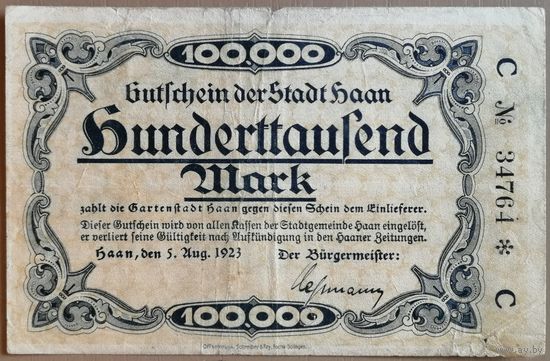 100.000
Gutschein der Stadt Haan
Hunderttausend
Mark
zahlt die Gartenstadt Haan gegen diesen Schein dem Einlieferer.
Dieser Gutschein wird von allen Kassen der Stadtgemeinde Haan eingelöst,
er verliert seine Gültigkeit nach Aufkündigung in den Haaner Zeitungen.
Haan, den 5. Aug. 1923 Der Bürgermeister:
100.000
C № 34764 * C
ay.by